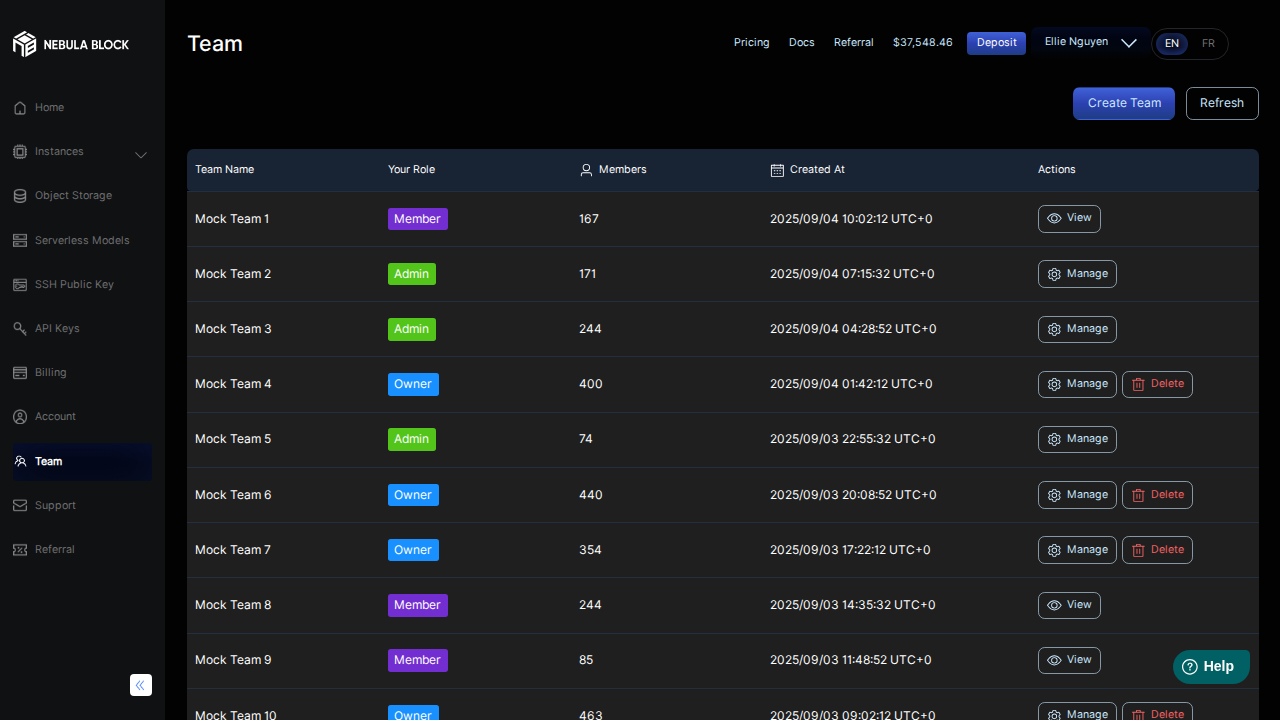 NEBULA BLOCK
Home
Instances
Object Storage
Serverless Models
SSH Public Key
API Keys
Billing
Account
Team
Support
Referral
Team
Pricing Docs Referral $37,548.46 Deposit Ellie Nguyen EN FR
Create Team Refresh
Team Name Your Role Members Created At Actions
Mock Team 1 Member 167 2025/09/04 10:02:12 UTC+0 View
Mock Team 2 Admin 171 2025/09/04 07:15:32 UTC+0 Manage
Mock Team 3 Admin 244 2025/09/04 04:28:52 UTC+0 Manage
Mock Team 4 Owner 400 2025/09/04 01:42:12 UTC+0 Manage Delete
Mock Team 5 Admin 74 2025/09/03 22:55:32 UTC+0 Manage
Mock Team 6 Owner 440 2025/09/03 20:08:52 UTC+0 Manage Delete
Mock Team 7 Owner 354 2025/09/03 17:22:12 UTC+0 Manage Delete
Mock Team 8 Member 244 2025/09/03 14:35:32 UTC+0 View
Mock Team 9 Member 85 2025/09/03 11:48:52 UTC+0 View
Mock Team 10 Owner 463 2025/09/03 09:02:12 UTC+0 Manage Delete
Help